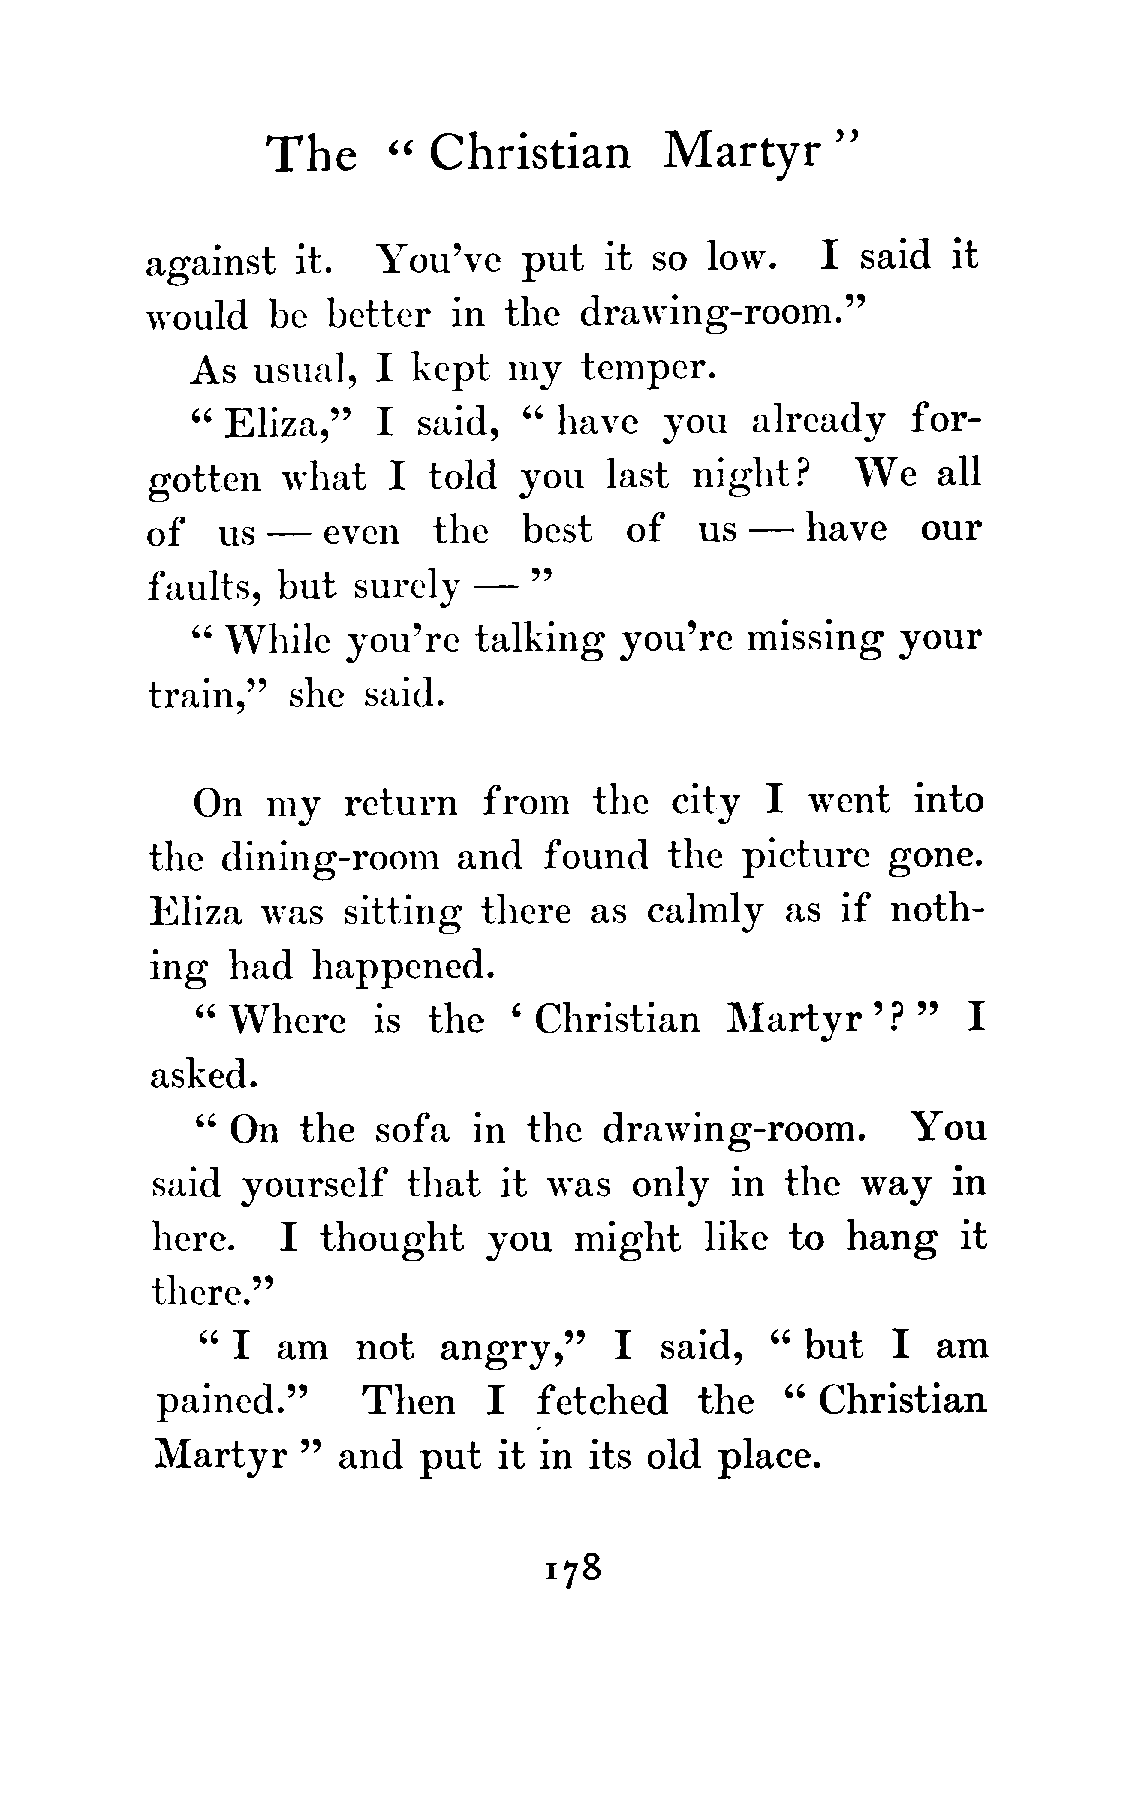 The “ Christian Martyr ”
against it. You’ve put it so low. I said it
would be better in the drawing-room.”
As usual, I kept my temper.
“ Eliza,” I said, “ have you already for-
gotten what I told you last night? We all
of us — even the best of us — have our
faults, but surely — ”
“ While you’re talking you’re missing your
train,” she said.
On my return from the city I went into
the dining-room and found the picture gone.
Eliza was sitting there as calmly as if noth-
ing had happened.
“ Where is the ‘ Christian Martyr ’? ” I
asked.
“ On the sofa in the drawing-room. You
said yourself that it was only in the way in
here. I thought you might like to hang it
there.”
“ I am not angry,” I said, “ but I am
pained.” Then I fetched the “ Christian
Martyr ” and put it in its old place.
178